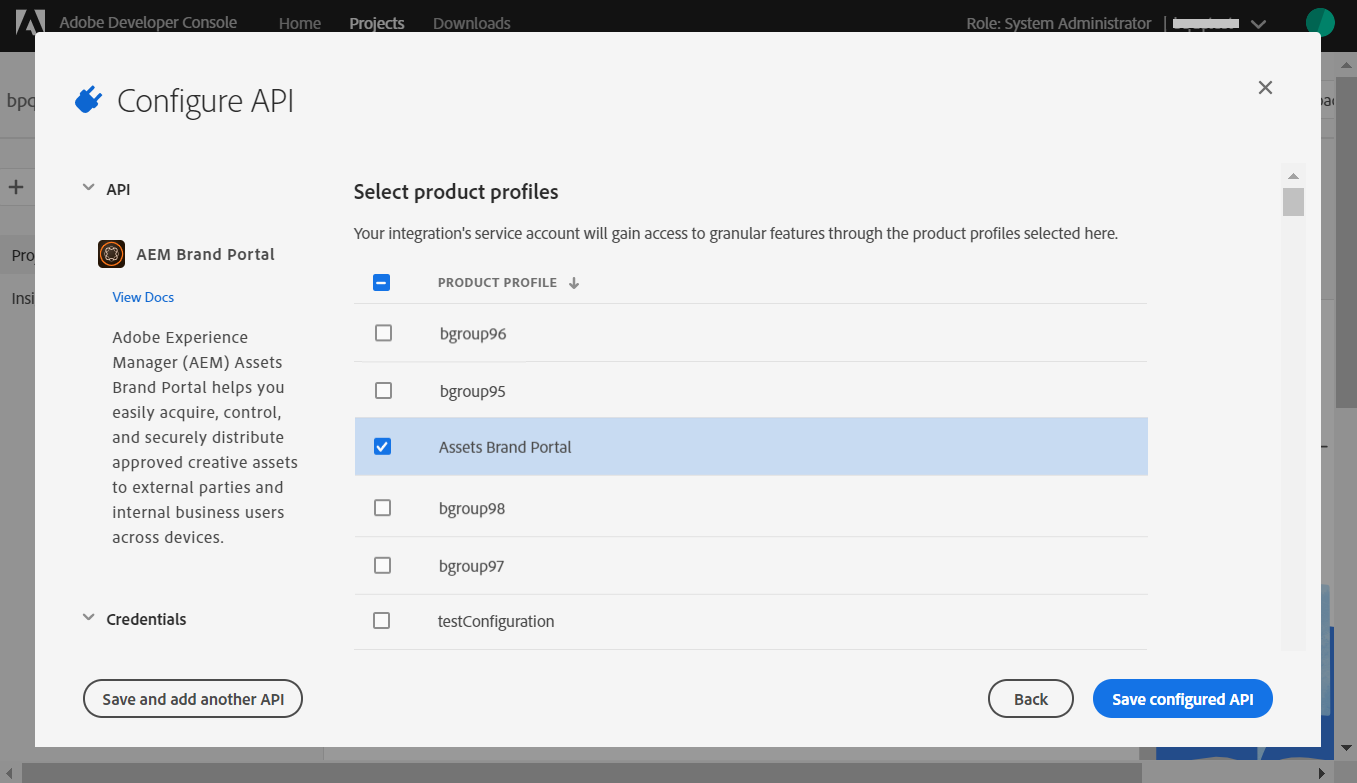 Adobe Developer Console
Home
Projects
Downloads
Role: System Administrator
Configure API
API
AEM Brand Portal
View Docs
Adobe Experience
Manager (AEM) Assets
Brand Portal helps you
easily acquire, control,
and securely distribute
approved creative assets
to external parties and
internal business users
across devices.
Credentials
Select product profiles
Your integration's service account will gain access to granular features through the product profiles selected here.
PRODUCT PROFILE
bgroup96
bgroup95
Assets Brand Portal
bgroup98
bgroup97
testConfiguration
Save and add another API
Back
Save configured API